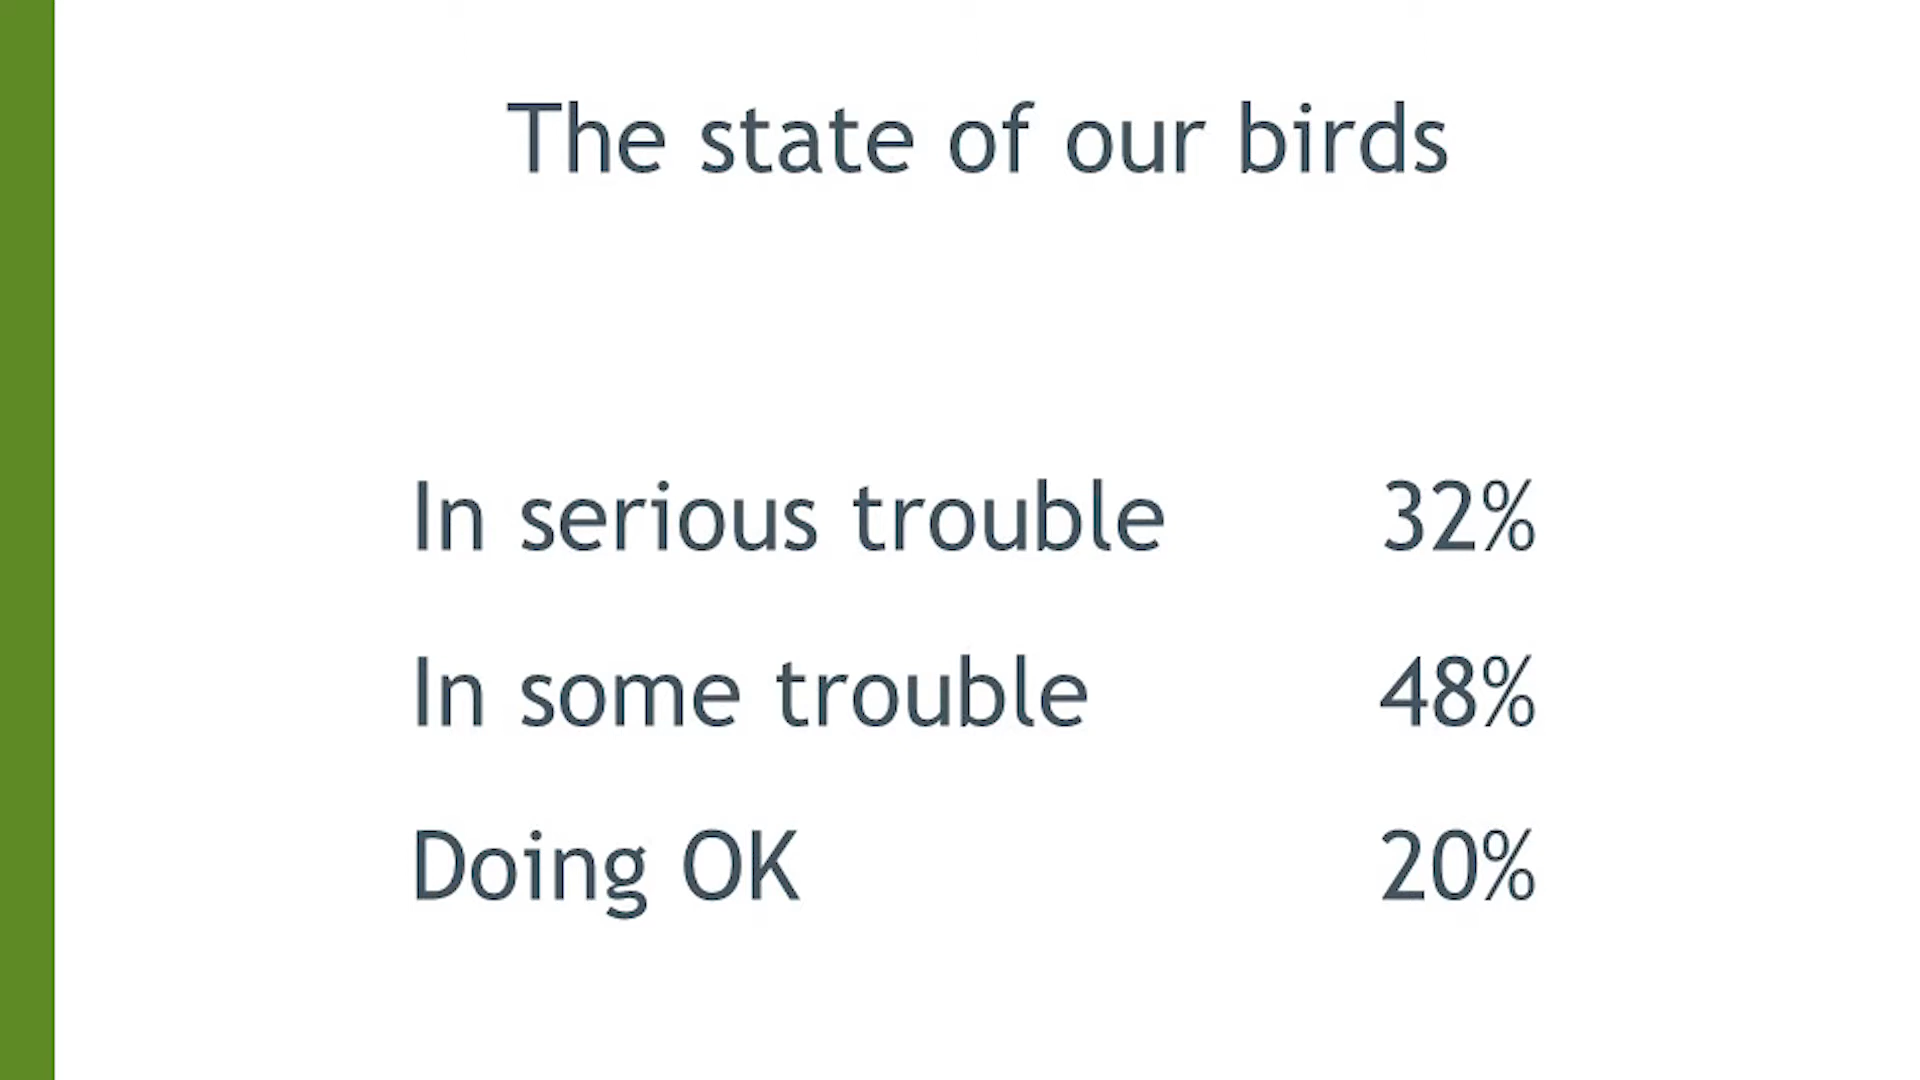 The state of our birds
In serious trouble 32%
In some trouble 48%
Doing OK 20%